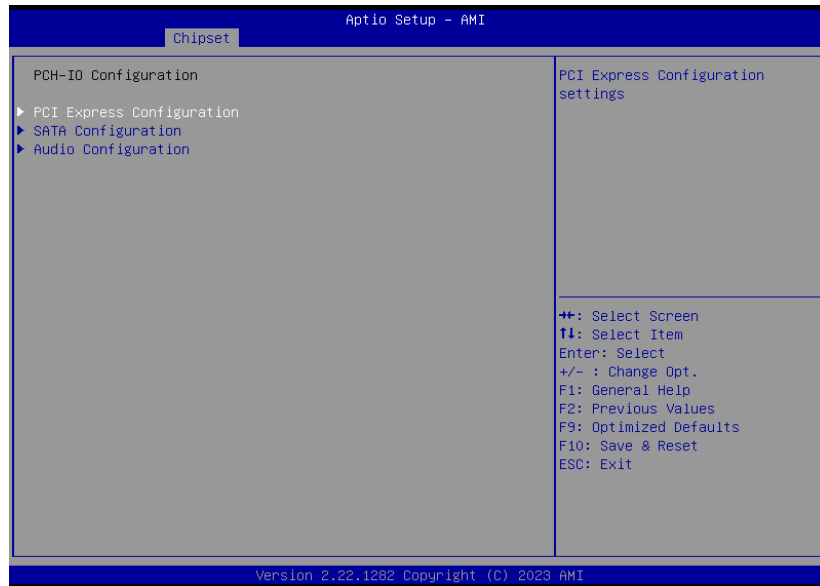 Aptio Setup – AMI
Chipset
PCH-IO Configuration
▶ PCI Express Configuration
▶ SATA Configuration
▶ Audio Configuration
PCI Express Configuration
settings
→←: Select Screen
↑↓: Select Item
Enter: Select
+/- : Change Opt.
F1: General Help
F2: Previous Values
F9: Optimized Defaults
F10: Save & Reset
ESC: Exit
Version 2.22.1282 Copyright (C) 2023 AMI